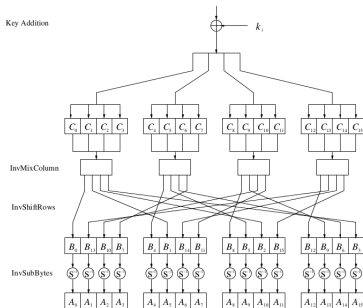 Key Addition
k_i
C_0 C_1 C_2 C_3 C_4 C_5 C_6 C_7 C_8 C_9 C_10 C_11 C_12 C_13 C_14 C_15
InvMixColumn
InvShiftRows
B_0 B_13 B_10 B_7 B_4 B_1 B_14 B_11 B_8 B_5 B_2 B_15 B_12 B_9 B_6 B_3
InvSubBytes
A_0 A_1 A_2 A_3 A_4 A_5 A_6 A_7 A_8 A_9 A_10 A_11 A_12 A_13 A_14 A_15